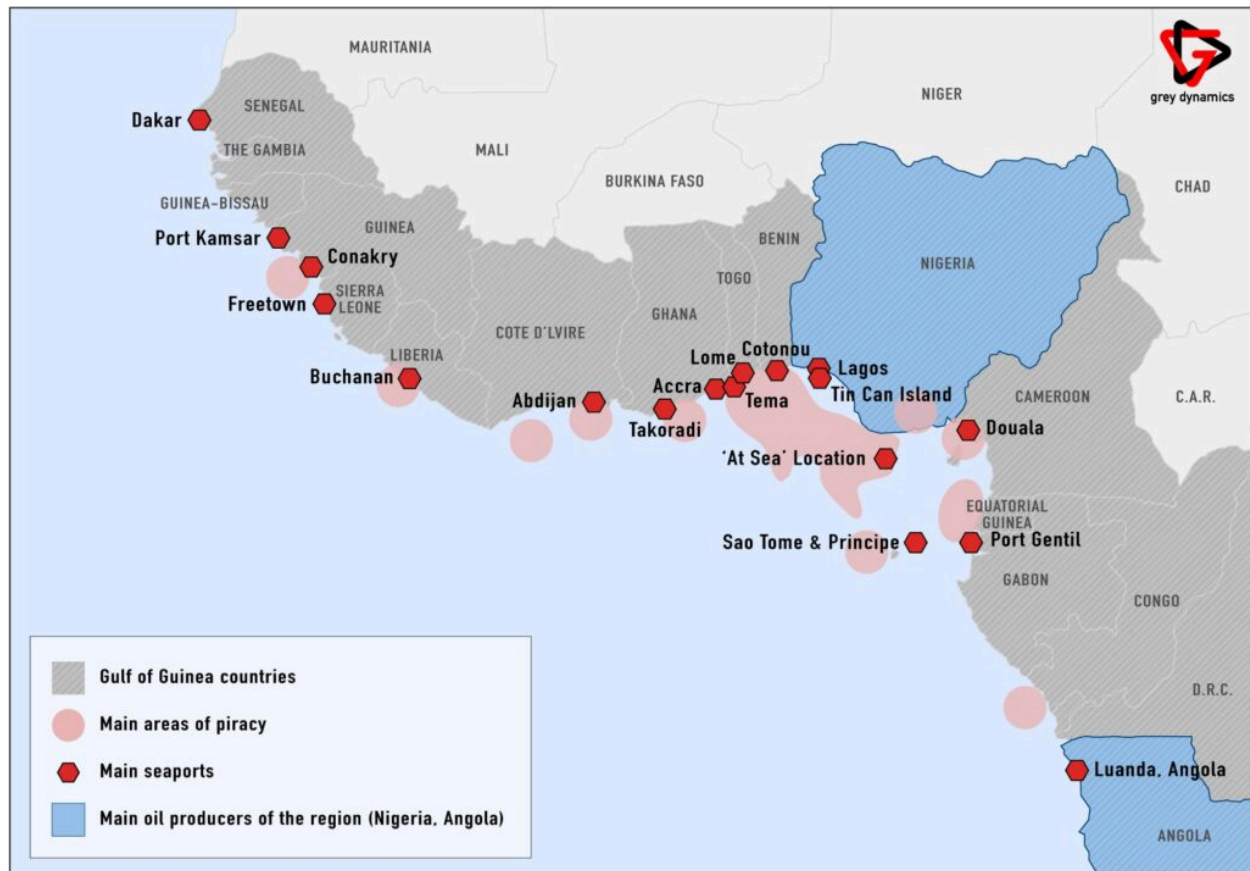 MAURITANIA
grey dynamics
NIGER
SENEGAL
Dakar
THE GAMBIA
MALI
BURKINA FASO
CHAD
GUINEA-BISSAU
GUINEA
BENIN
Port Kamsar
Conakry
NIGERIA
TOGO
Freetown
SIERRA
LEONE
GHANA
COTE D'LVIRE
LIBERIA
Cotonou
Lome
Lagos
Buchanan
Accra
Tema
Tin Can Island
CAMEROON
C.A.R.
Abdijan
Takoradi
Douala
'At Sea' Location
EQUATORIAL
GUINEA
Sao Tome & Principe
Port Gentil
GABON
CONGO
D.R.C.
Luanda, Angola
ANGOLA
Gulf of Guinea countries
Main areas of piracy
Main seaports
Main oil producers of the region (Nigeria, Angola)